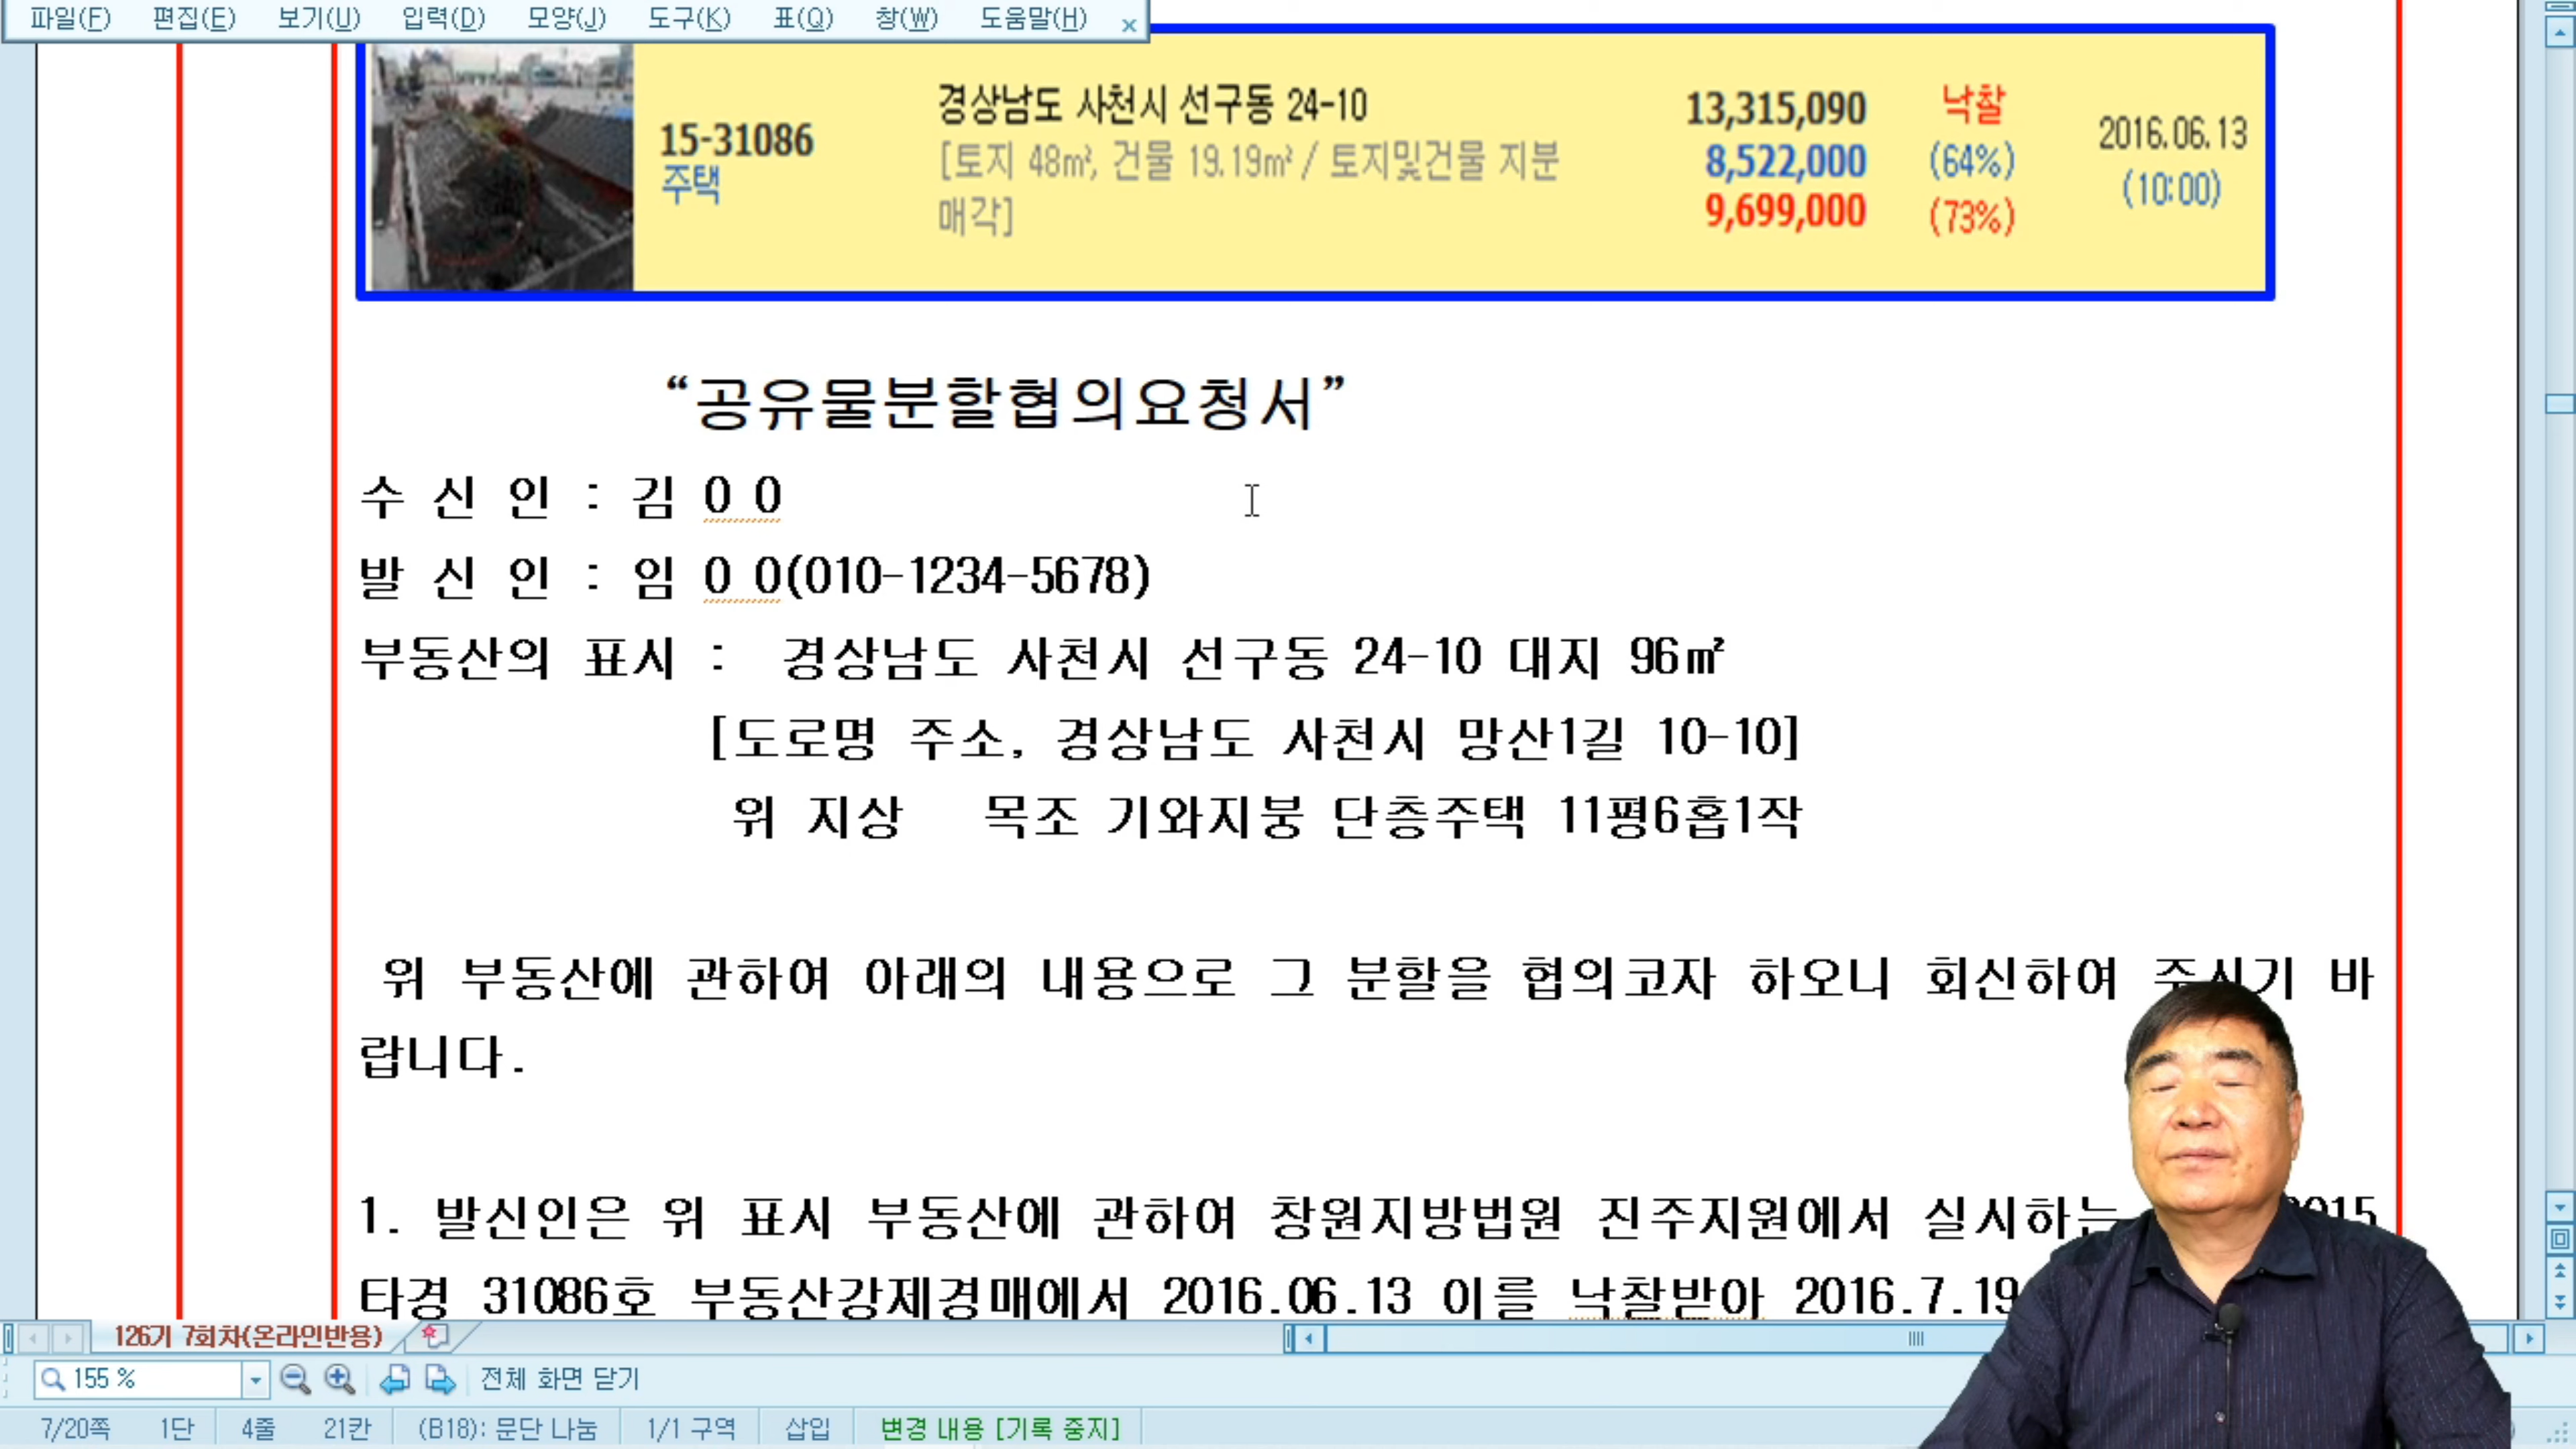 파일(F) 편집(E) 보기(U) 입력(D) 모양(J) 도구(K) 표(Q) 창(W) 도움말(H) x
15-31086
주택
경상남도 사천시 선구동 24-10
[토지 48㎡, 건물 19.19㎡ / 토지및건물 지분
매각]
13,315,090
8,522,000
9,699,000
낙찰
(64%)
(73%)
2016.06.13
(10:00)
“공유물분할협의요청서”
수 신 인 : 김 0 0
발 신 인 : 임 0 0(010-1234-5678)
부동산의 표시 : 경상남도 사천시 선구동 24-10 대지 96㎡
[도로명 주소, 경상남도 사천시 망산1길 10-10]
위 지상 목조 기와지붕 단층주택 11평6홉1작
위 부동산에 관하여 아래의 내용으로 그 분할을 협의코자 하오니 회신하여 주시기 바
랍니다.
1. 발신인은 위 표시 부동산에 관하여 창원지방법원 진주지원에서 실시하는 2015
타경 31086호 부동산강제경매에서 2016.06.13 이를 낙찰받아 2016.7.19
126기 7회차(온라인반용)
155 % 전체 화면 닫기
7/20쪽 1단 4줄 21칸 (B18): 문단 나눔 1/1 구역 삽입 변경 내용 [기록 중지]